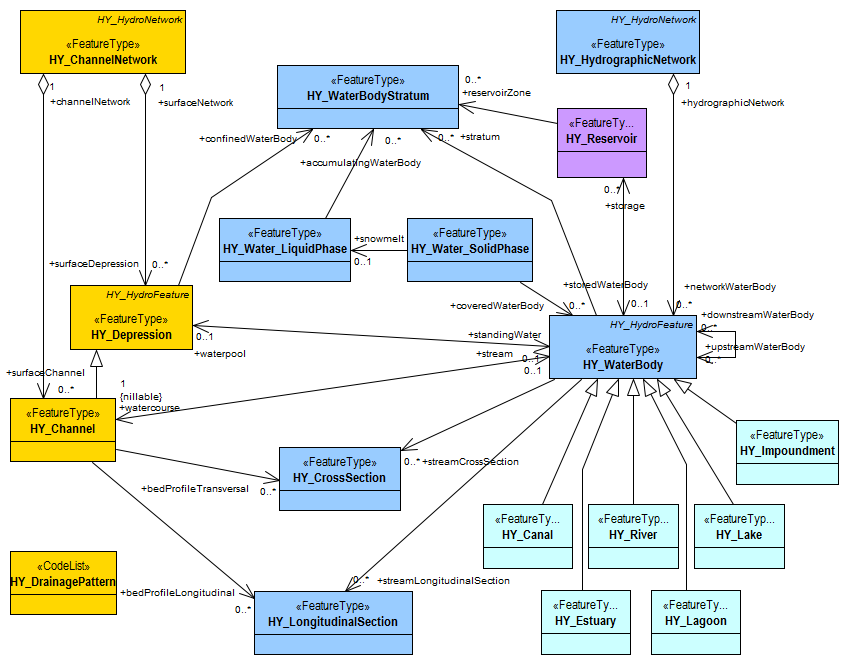 HY_HydroNetwork
«FeatureType»
HY_ChannelNetwork
HY_HydroNetwork
«FeatureType»
HY_HydrographicNetwork
«FeatureType»
HY_WaterBodyStratum
0..*
+reservoirZone
1
+channelNetwork
1
+surfaceNetwork
1
+hydrographicNetwork
«FeatureTy...
HY_Reservoir
+confinedWaterBody
0..*
0..*
0..*
+stratum
+accumulatingWaterBody
0..*
+storage
«FeatureType»
HY_Water_LiquidPhase
+snowmelt
0..1
«FeatureType»
HY_Water_SolidPhase
+surfaceDepression
0..*
HY_HydroFeature
«FeatureType»
HY_Depression
+storedWaterBody
0..1
+networkWaterBody
0..*
+coveredWaterBody
0..*
HY_HydroFeature
«FeatureType»
HY_WaterBody
+downstreamWaterBody
0..*
+upstreamWaterBody
0..*
0..1
+waterpool
+standingWater
0..1
+stream
0..1
+surfaceChannel
0..*
1
{nillable}
+watercourse
«FeatureType»
HY_Channel
«FeatureType»
HY_CrossSection
0..*
+streamCrossSection
+bedProfileTransversal
0..*
«FeatureType»
HY_Impoundment
«FeatureTy...
HY_Canal
«FeatureTyp...
HY_River
«FeatureTyp...
HY_Lake
«CodeList»
HY_DrainagePattern
+bedProfileLongitudinal
0..*
0..*
+streamLongitudinalSection
«FeatureType»
HY_LongitudinalSection
«FeatureTy...
HY_Estuary
«FeatureTy...
HY_Lagoon